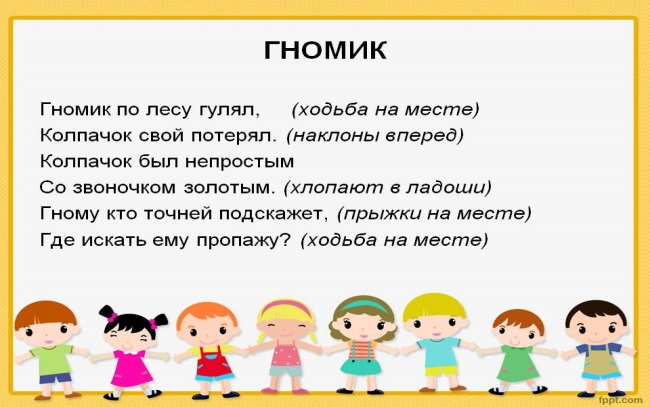 ГНОМИК
Гномик по лесу гулял, (ходьба на месте)
Колпачок свой потерял. (наклоны вперед)
Колпачок был непростым
Со звоночком золотым. (хлопают в ладоши)
Гному кто точней подскажет, (прыжки на месте)
Где искать ему пропажу? (ходьба на месте)
fppt.com